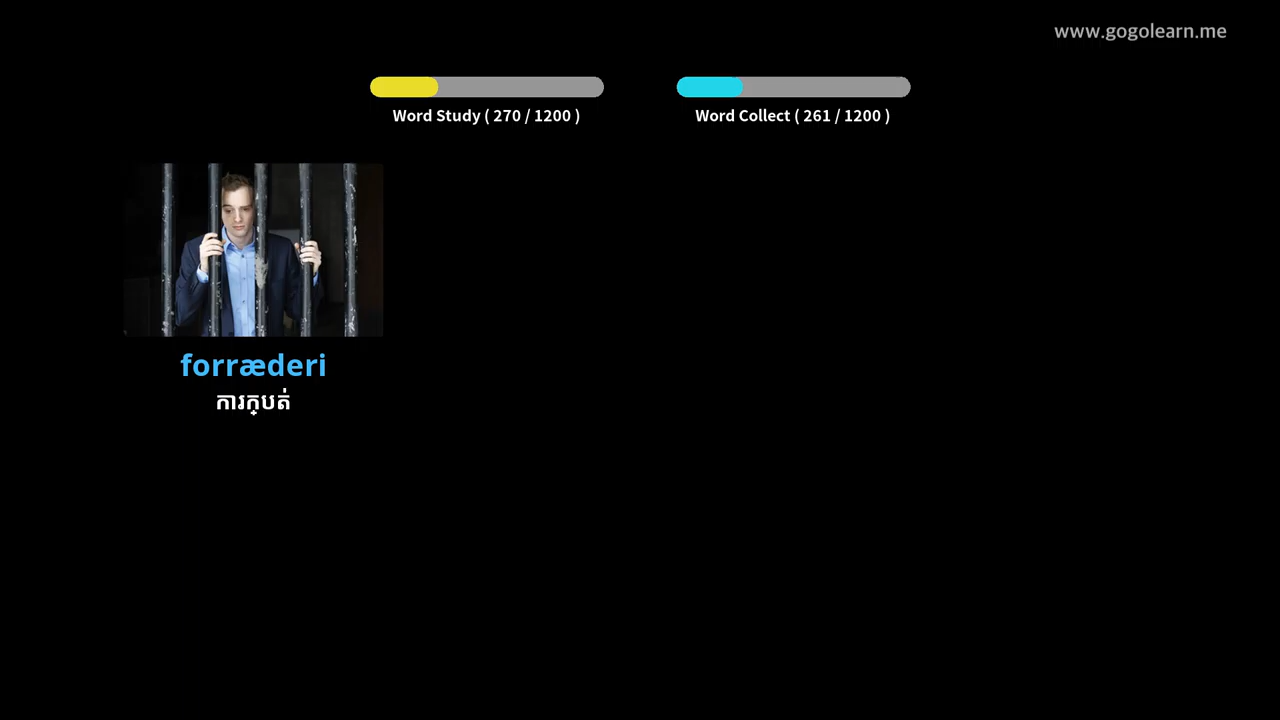 www.gogolearn.me
Word Study ( 270 / 1200 )
Word Collect ( 261 / 1200 )
forræderi
ការក្បត់